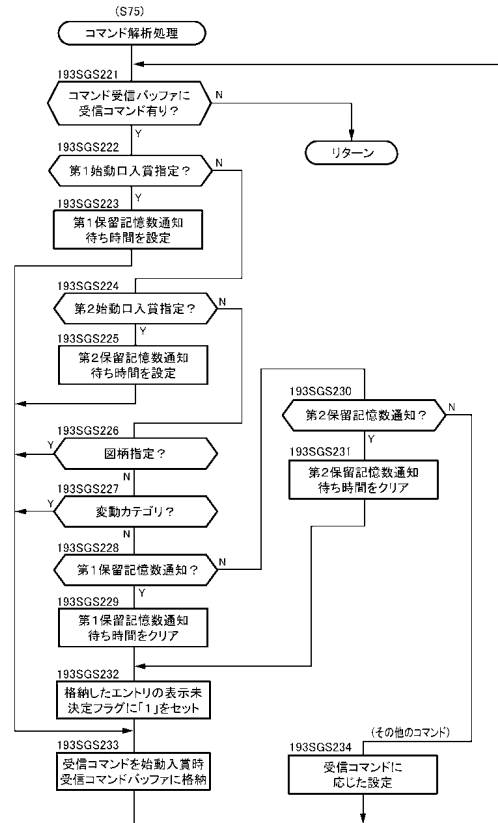 (S75)
コマンド解析処理
193SGS221
コマンド受信バッファに
受信コマンド有り?
N
Y
リターン
193SGS222
第1始動口入賞指定?
N
Y
193SGS223
第1保留記憶数通知
待ち時間を設定
193SGS224
第2始動口入賞指定?
N
Y
193SGS225
第2保留記憶数通知
待ち時間を設定
193SGS226
Y
図柄指定?
N
193SGS227
Y
変動カテゴリ?
N
193SGS228
第1保留記憶数通知?
N
Y
193SGS229
第1保留記憶数通知
待ち時間をクリア
193SGS230
第2保留記憶数通知?
N
Y
193SGS231
第2保留記憶数通知
待ち時間をクリア
193SGS232
格納したエントリの表示未
決定フラグに「1」をセット
193SGS233
受信コマンドを始動入賞時
受信コマンドバッファに格納
(その他のコマンド)
193SGS234
受信コマンドに
応じた設定